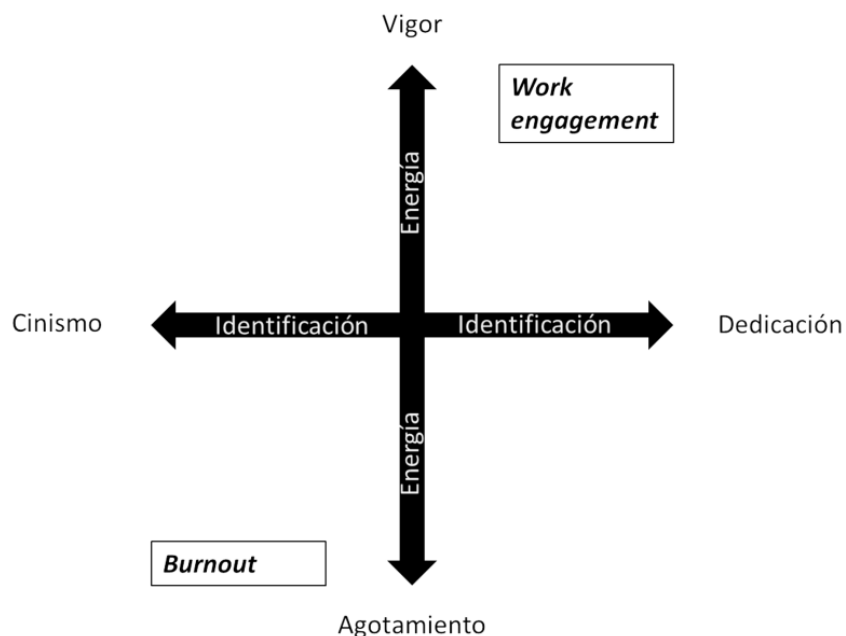 Vigor
Work
engagement
Energía
Cinismo
Identificación
Identificación
Dedicación
Energía
Burnout
Agotamiento